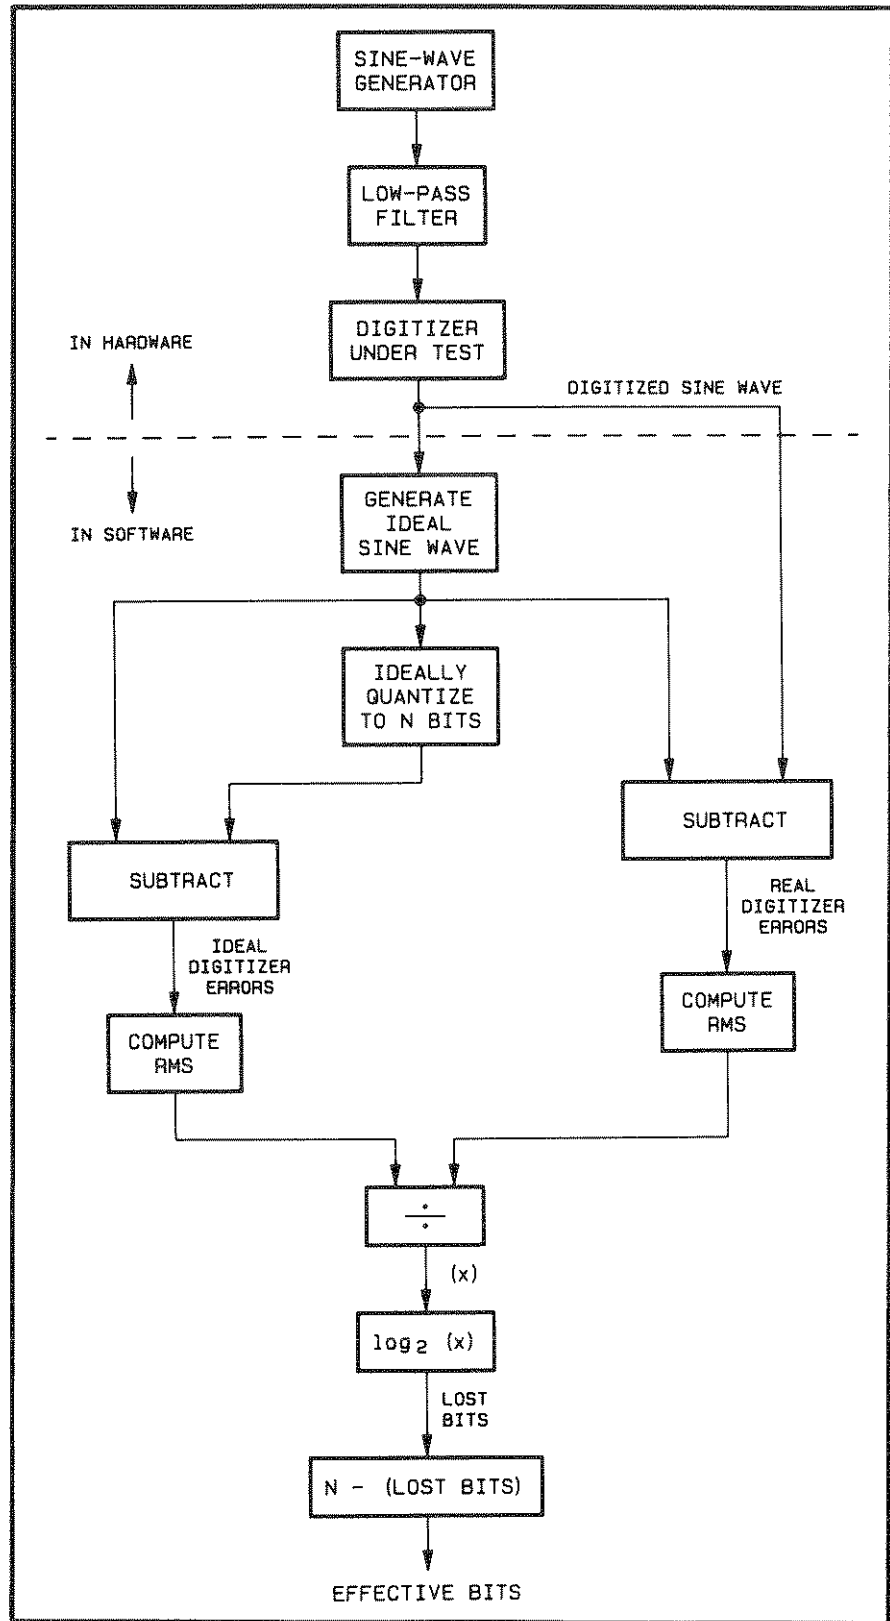 SINE-WAVE
GENERATOR
LOW-PASS
FILTER
DIGITIZER
UNDER TEST
IN HARDWARE
DIGITIZED SINE WAVE
GENERATE
IDEAL
SINE WAVE
IN SOFTWARE
IDEALLY
QUANTIZE
TO N BITS
SUBTRACT
SUBTRACT
REAL
DIGITIZER
ERRORS
IDEAL
DIGITIZER
ERRORS
COMPUTE
RMS
COMPUTE
RMS
÷
(x)
log₂ (x)
LOST
BITS
N - (LOST BITS)
EFFECTIVE BITS